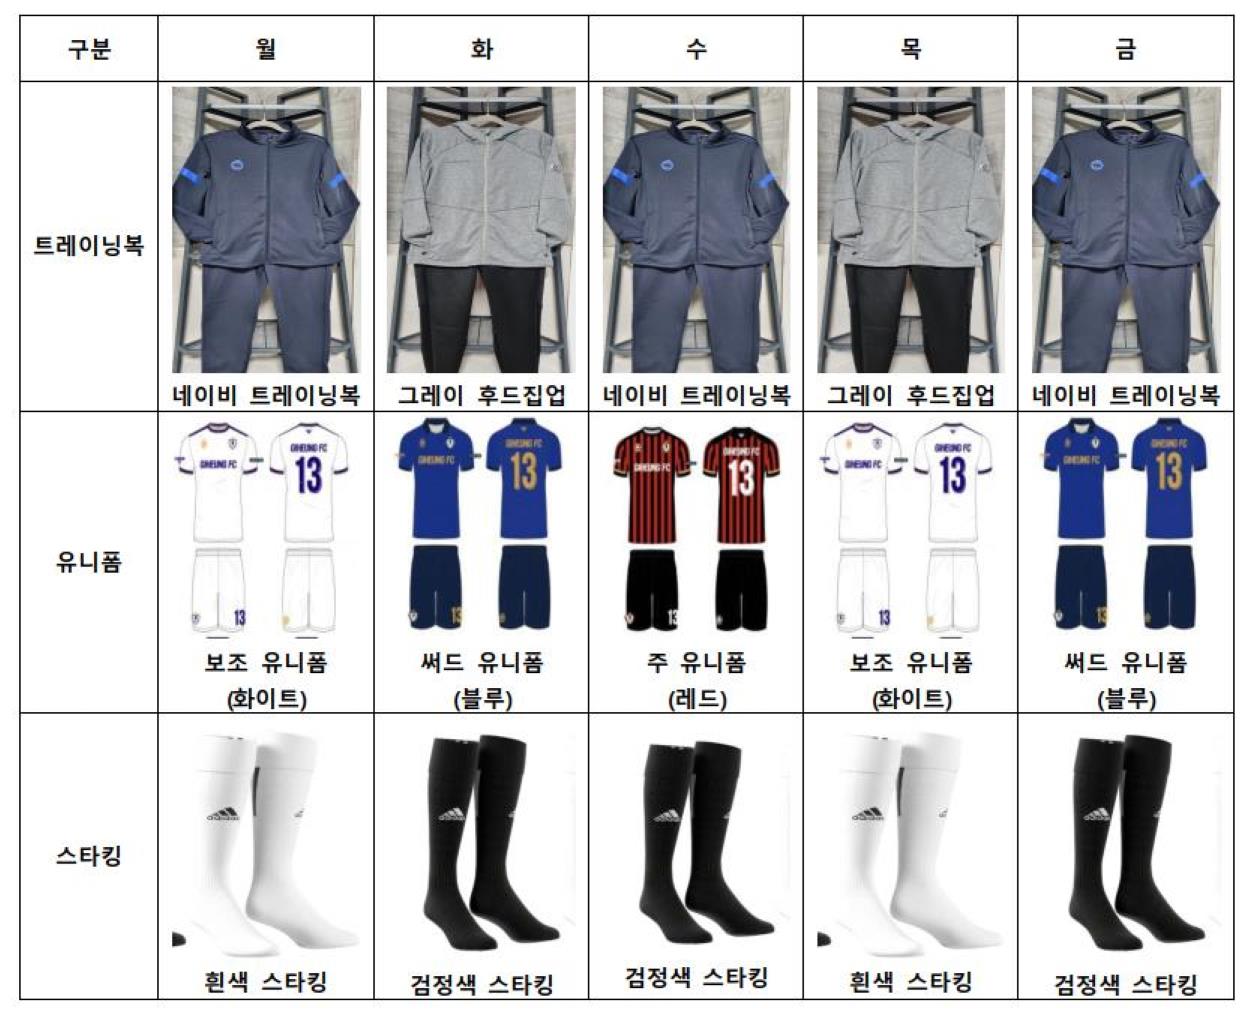 구분 월 화 수 목 금
트레이닝복
네이비 트레이닝복 그레이 후드집업 네이비 트레이닝복 그레이 후드집업 네이비 트레이닝복
GIHEUNG FC GIHEUNG FC 13 13
GIHEUNG FC GIHEUNG FC 13 13
GIHEUNG FC GIHEUNG FC 13 13
GIHEUNG FC GIHEUNG FC 13 13
GIHEUNG FC GIHEUNG FC 13 13
유니폼
보조 유니폼 써드 유니폼 주 유니폼 보조 유니폼 써드 유니폼
(화이트) (블루) (레드) (화이트) (블루)
adidas adidas adidas adidas adidas
스타킹
흰색 스타킹 검정색 스타킹 검정색 스타킹 흰색 스타킹 검정색 스타킹